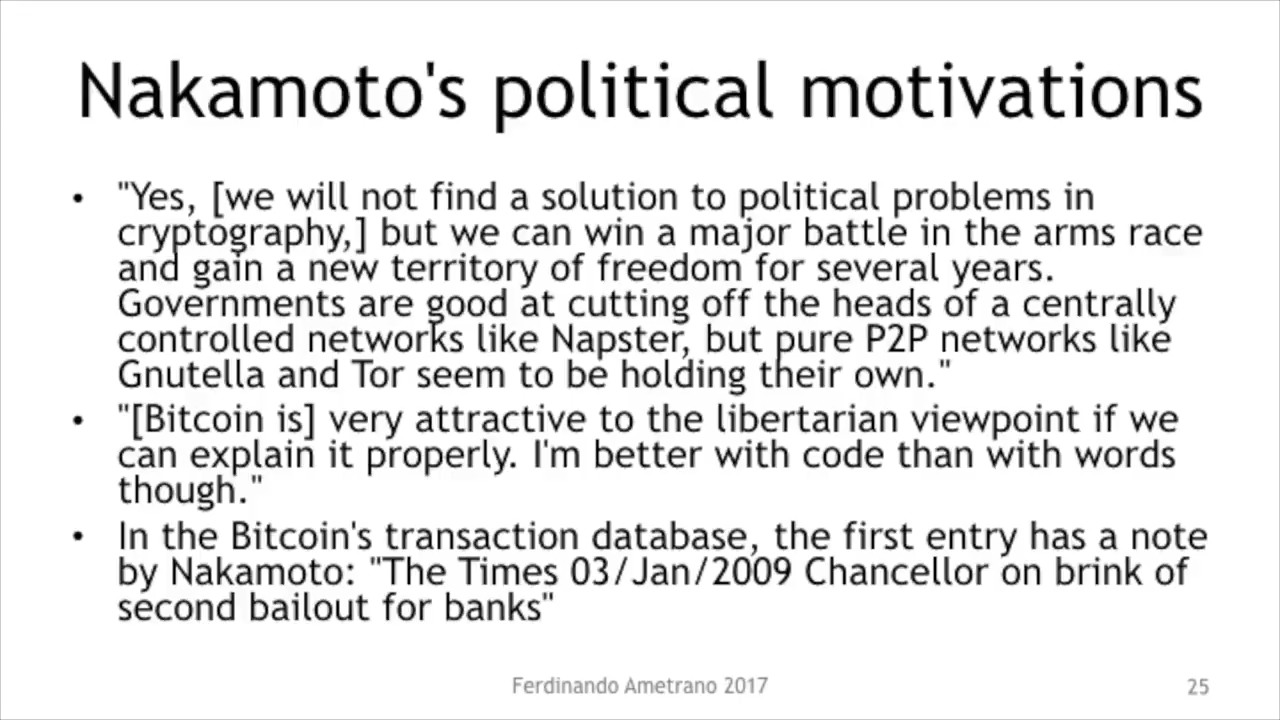 Nakamoto's political motivations
• "Yes, [we will not find a solution to political problems in
cryptography,] but we can win a major battle in the arms race
and gain a new territory of freedom for several years.
Governments are good at cutting off the heads of a centrally
controlled networks like Napster, but pure P2P networks like
Gnutella and Tor seem to be holding their own."
• "[Bitcoin is] very attractive to the libertarian viewpoint if we
can explain it properly. I'm better with code than with words
though."
• In the Bitcoin's transaction database, the first entry has a note
by Nakamoto: "The Times 03/Jan/2009 Chancellor on brink of
second bailout for banks"
Ferdinando Ametrano 2017
25